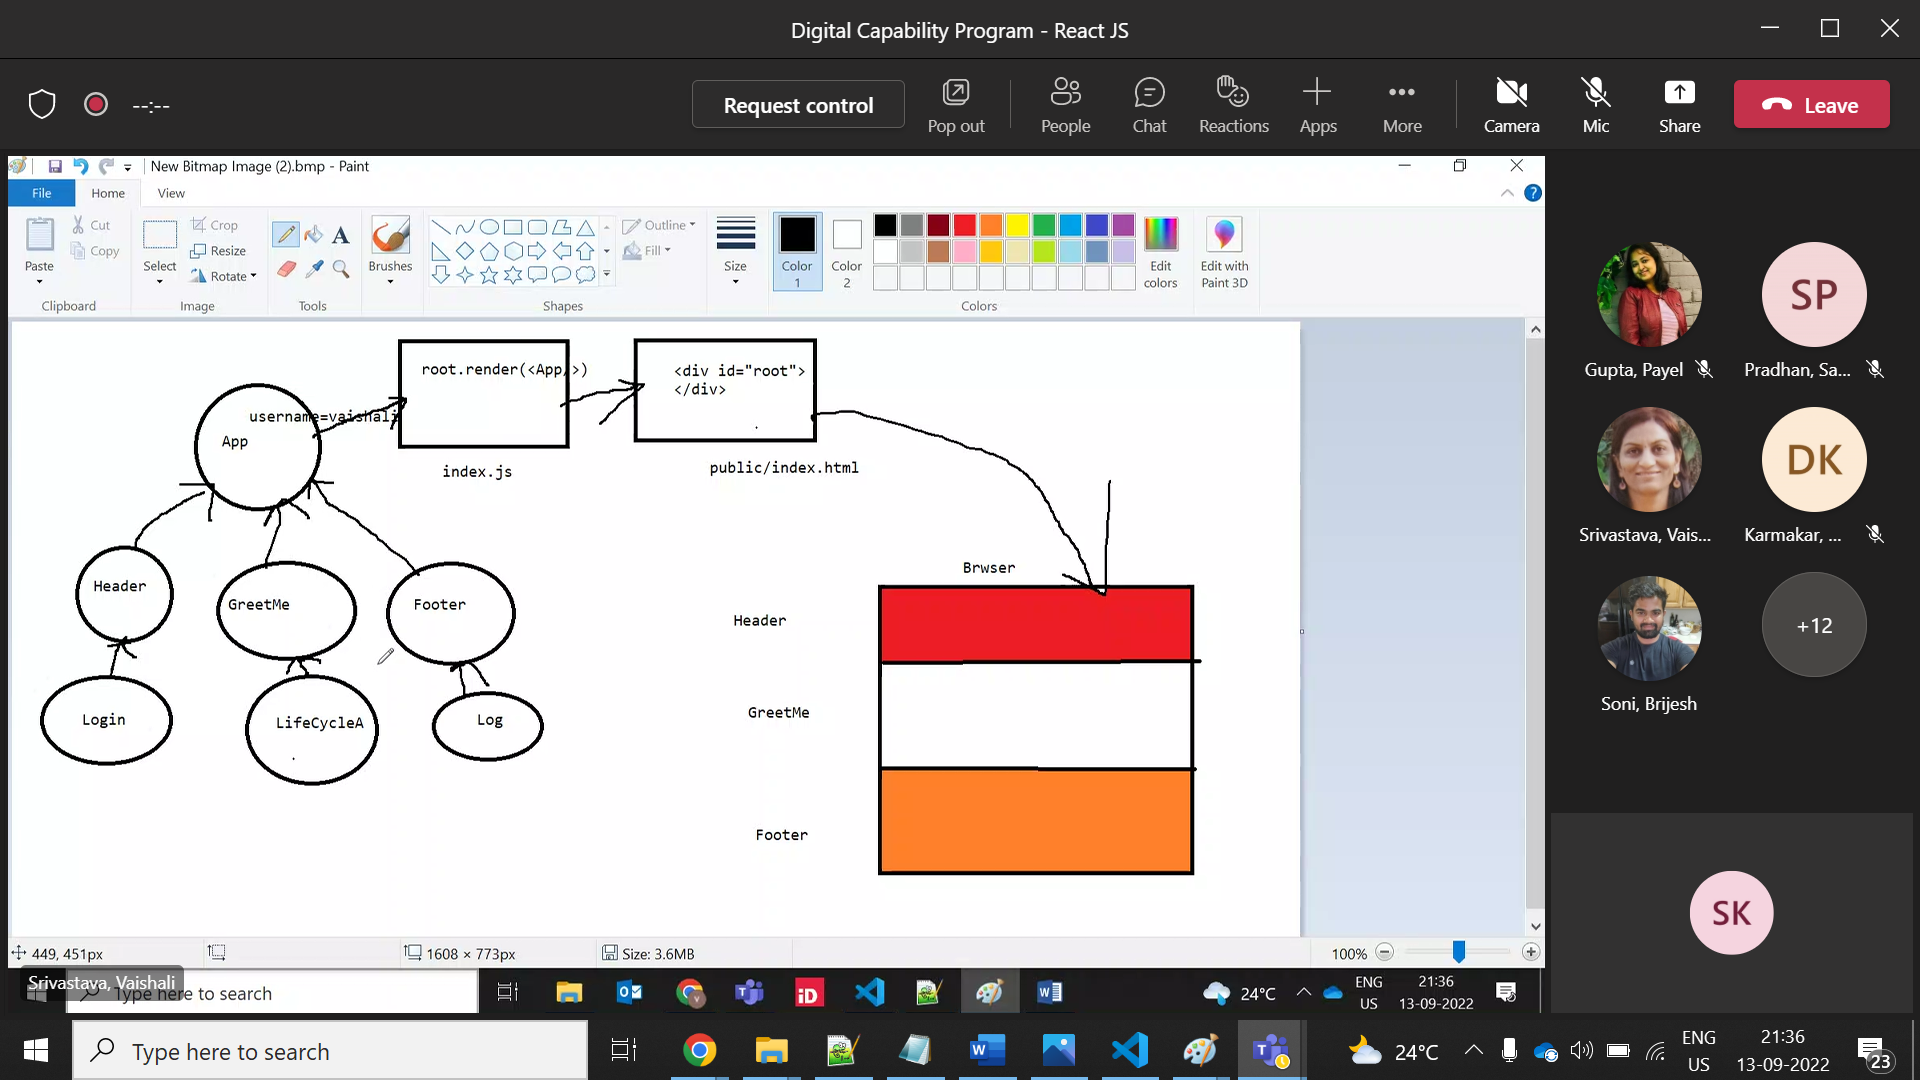 Digital Capability Program - React JS
--:--
Request control
Pop out
People
Chat
Reactions
Apps
More
Camera
Mic
Share
Leave
New Bitmap Image (2).bmp - Paint
File
Home
View
Paste
Cut
Copy
Clipboard
Select
Crop
Resize
Rotate
Image
A
Tools
Brushes
Shapes
Outline
Fill
Size
Color
1
Color
2
Colors
Edit
colors
Edit with
Paint 3D
?
root.render(<App/>)
<div id="root">
</div>
username=vaishali
App
index.js
public/index.html
Header
GreetMe
Footer
Login
LifeCycleA
.
Log
Brwser
Header
GreetMe
Footer
449, 451px
1608 × 773px
Size: 3.6MB
100%
Srivastava, Vaishali
Type here to search
iD
24°C
ENG
US
21:36
13-09-2022
Gupta, Payel
SP
Pradhan, Sa...
Srivastava, Vais...
DK
Karmakar, ...
Soni, Brijesh
+12
SK
Type here to search
24°C
ENG
US
21:36
13-09-2022
23